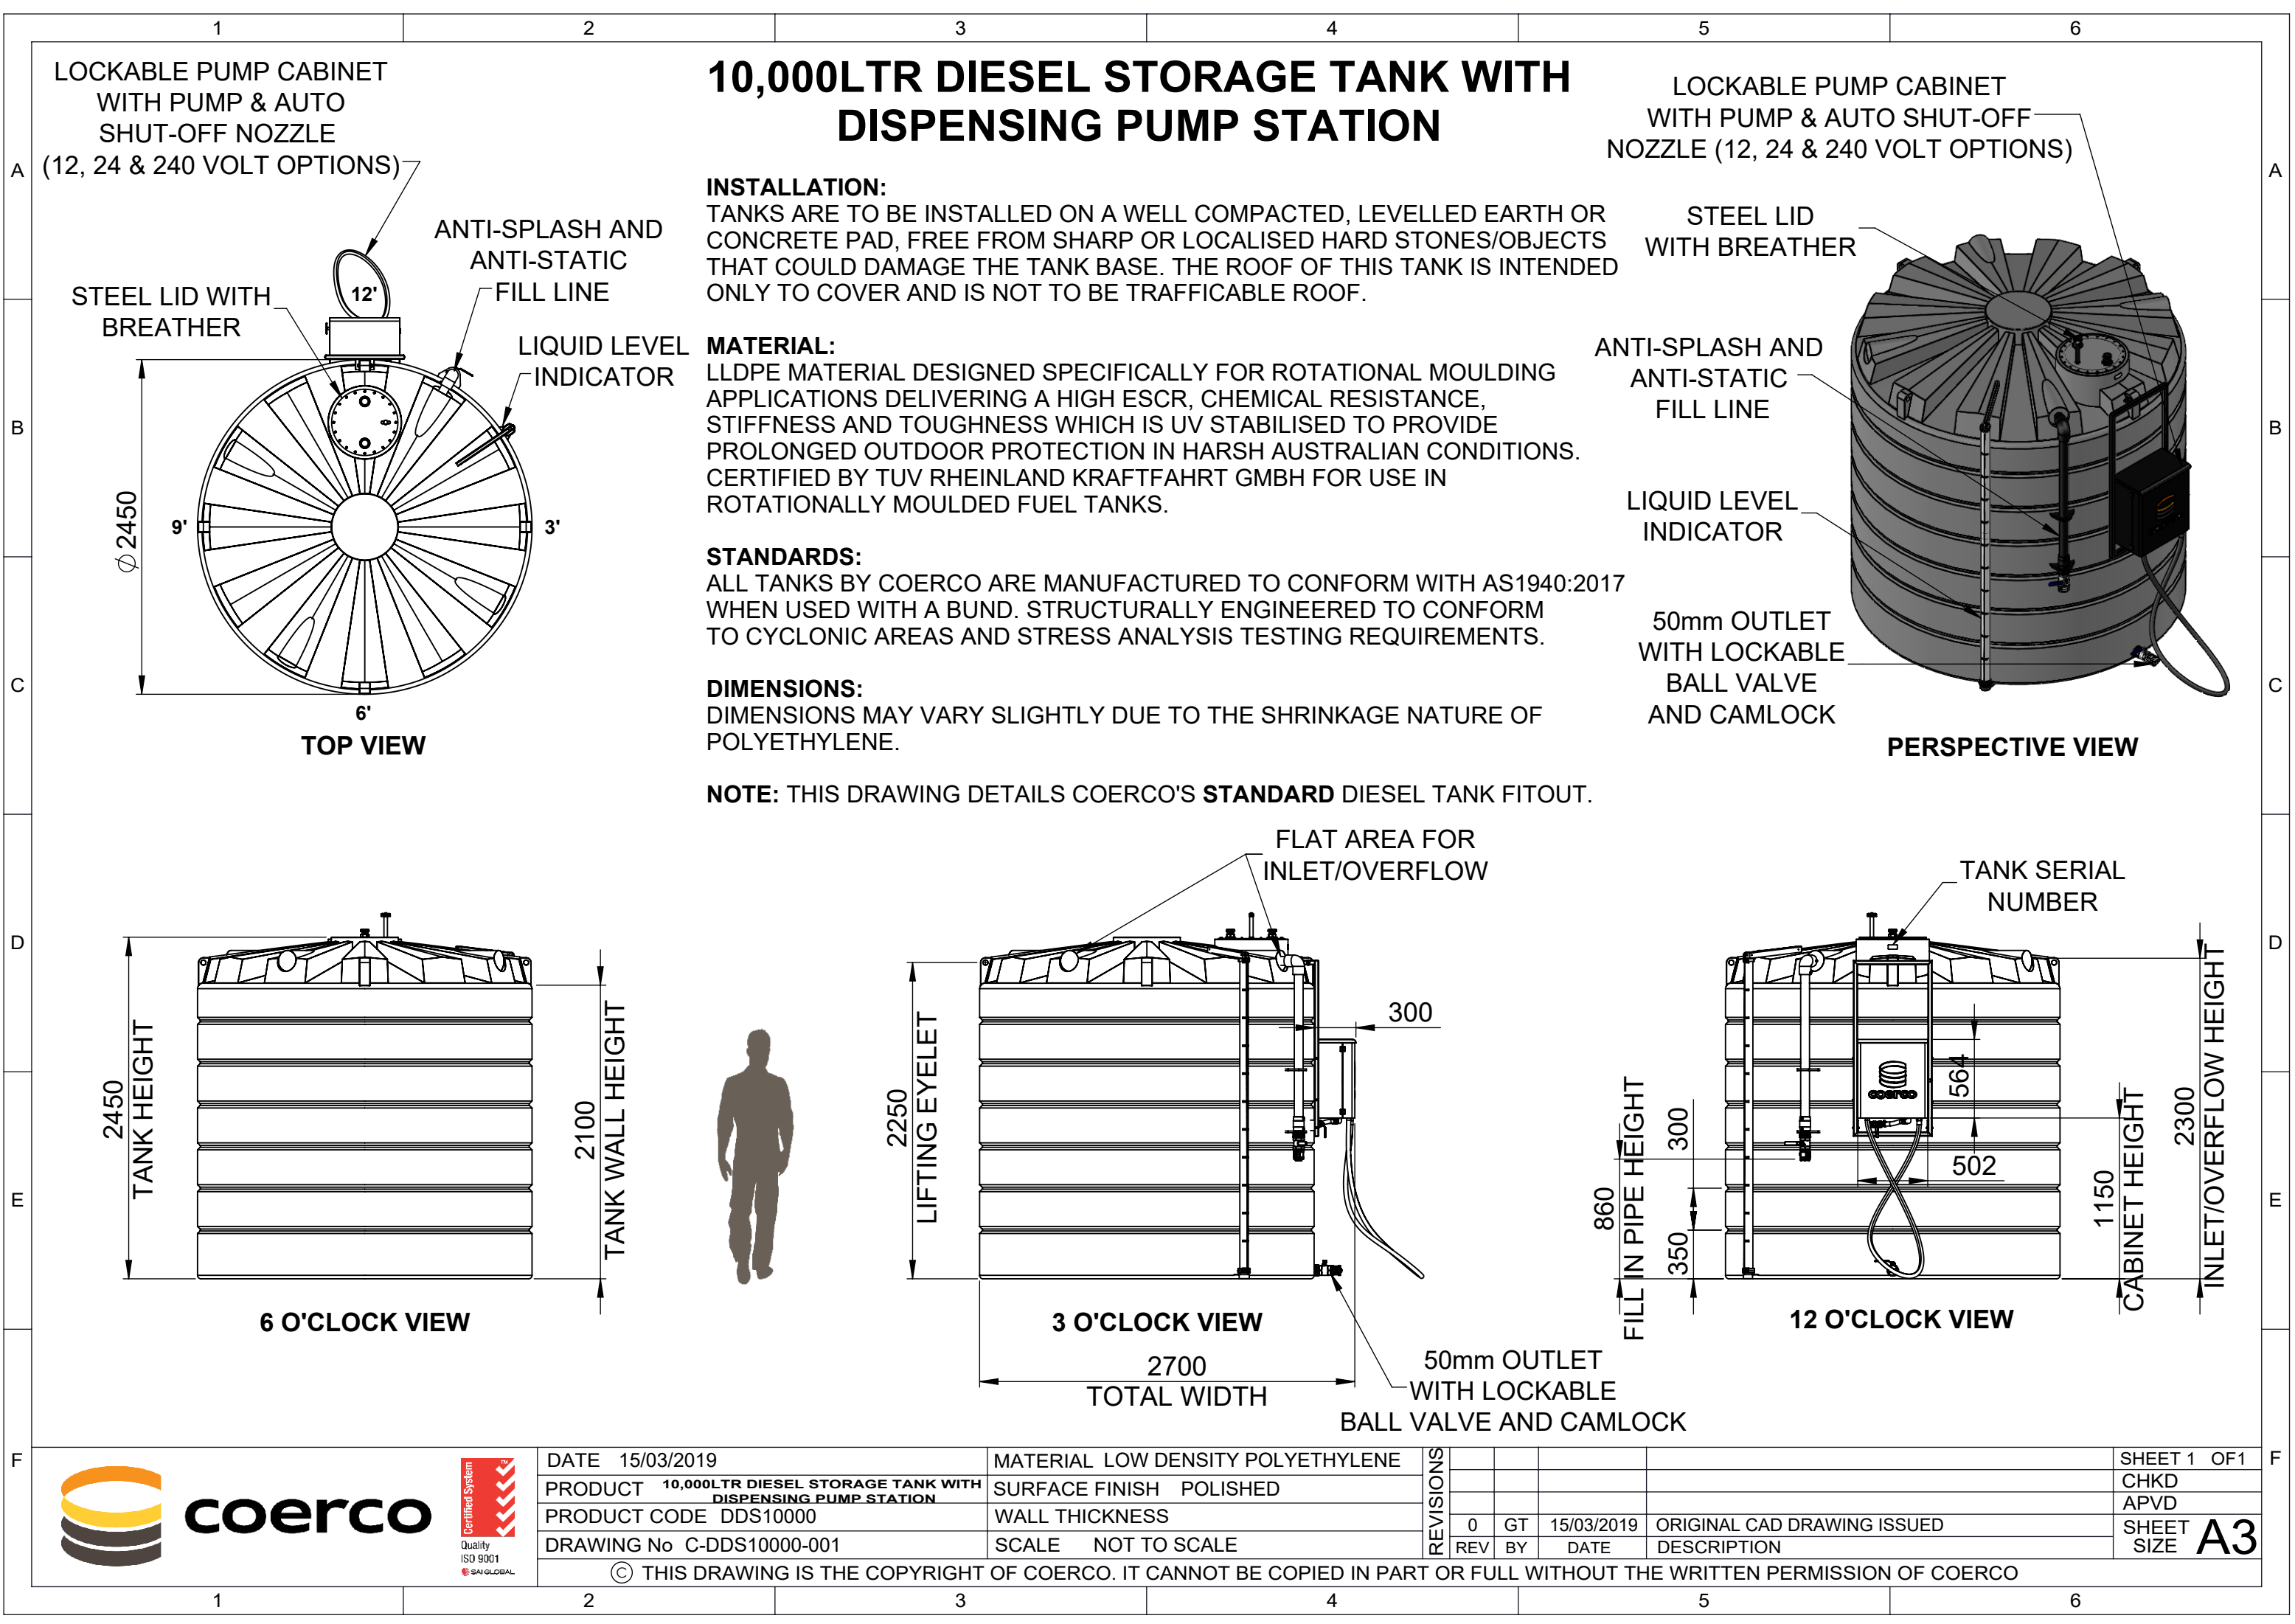 1 2 3 4 5 6
LOCKABLE PUMP CABINET
WITH PUMP & AUTO
SHUT-OFF NOZZLE
(12, 24 & 240 VOLT OPTIONS)
ANTI-SPLASH AND
ANTI-STATIC
FILL LINE
STEEL LID WITH
BREATHER
LIQUID LEVEL
INDICATOR
12'
9'
3'
6'
Ø 2450
TOP VIEW
10,000LTR DIESEL STORAGE TANK WITH
DISPENSING PUMP STATION
INSTALLATION:
TANKS ARE TO BE INSTALLED ON A WELL COMPACTED, LEVELLED EARTH OR
CONCRETE PAD, FREE FROM SHARP OR LOCALISED HARD STONES/OBJECTS
THAT COULD DAMAGE THE TANK BASE. THE ROOF OF THIS TANK IS INTENDED
ONLY TO COVER AND IS NOT TO BE TRAFFICABLE ROOF.
MATERIAL:
LLDPE MATERIAL DESIGNED SPECIFICALLY FOR ROTATIONAL MOULDING
APPLICATIONS DELIVERING A HIGH ESCR, CHEMICAL RESISTANCE,
STIFFNESS AND TOUGHNESS WHICH IS UV STABILISED TO PROVIDE
PROLONGED OUTDOOR PROTECTION IN HARSH AUSTRALIAN CONDITIONS.
CERTIFIED BY TUV RHEINLAND KRAFTFAHRT GMBH FOR USE IN
ROTATIONALLY MOULDED FUEL TANKS.
STANDARDS:
ALL TANKS BY COERCO ARE MANUFACTURED TO CONFORM WITH AS1940:2017
WHEN USED WITH A BUND. STRUCTURALLY ENGINEERED TO CONFORM
TO CYCLONIC AREAS AND STRESS ANALYSIS TESTING REQUIREMENTS.
DIMENSIONS:
DIMENSIONS MAY VARY SLIGHTLY DUE TO THE SHRINKAGE NATURE OF
POLYETHYLENE.
NOTE: THIS DRAWING DETAILS COERCO'S STANDARD DIESEL TANK FITOUT.
LOCKABLE PUMP CABINET
WITH PUMP & AUTO SHUT-OFF
NOZZLE (12, 24 & 240 VOLT OPTIONS)
STEEL LID
WITH BREATHER
ANTI-SPLASH AND
ANTI-STATIC
FILL LINE
LIQUID LEVEL
INDICATOR
50mm OUTLET
WITH LOCKABLE
BALL VALVE
AND CAMLOCK
PERSPECTIVE VIEW
A A
B B
C C
D D
E E
F F
2450
TANK HEIGHT
2100
TANK WALL HEIGHT
6 O'CLOCK VIEW
FLAT AREA FOR
INLET/OVERFLOW
2250
LIFTING EYELET
300
3 O'CLOCK VIEW
2700
TOTAL WIDTH
50mm OUTLET
WITH LOCKABLE
BALL VALVE AND CAMLOCK
TANK SERIAL
NUMBER
coerco
564
502
860
FILL IN PIPE HEIGHT
300
350
1150
CABINET HEIGHT
2300
INLET/OVERFLOW HEIGHT
12 O'CLOCK VIEW
coerco
Certified System
TM
Quality
ISO 9001
SAI GLOBAL
DATE 15/03/2019
PRODUCT 10,000LTR DIESEL STORAGE TANK WITH
DISPENSING PUMP STATION
PRODUCT CODE DDS10000
DRAWING No C-DDS10000-001
MATERIAL LOW DENSITY POLYETHYLENE
SURFACE FINISH POLISHED
WALL THICKNESS
SCALE NOT TO SCALE
REVISIONS
0 GT 15/03/2019 ORIGINAL CAD DRAWING ISSUED
REV BY DATE DESCRIPTION
SHEET 1 OF1
CHKD
APVD
SHEET
SIZE A3
© THIS DRAWING IS THE COPYRIGHT OF COERCO. IT CANNOT BE COPIED IN PART OR FULL WITHOUT THE WRITTEN PERMISSION OF COERCO
1 2 3 4 5 6